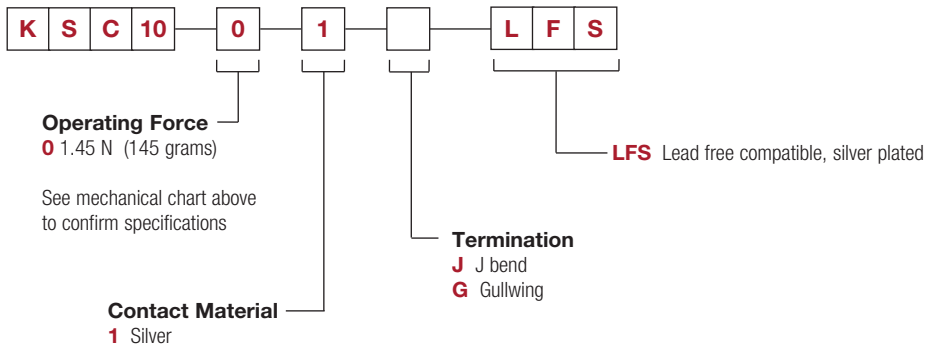 K S C 10 0 1 L F S
Operating Force
0 1.45 N (145 grams)
See mechanical chart above
to confirm specifications
LFS Lead free compatible, silver plated
Termination
J J bend
G Gullwing
Contact Material
1 Silver